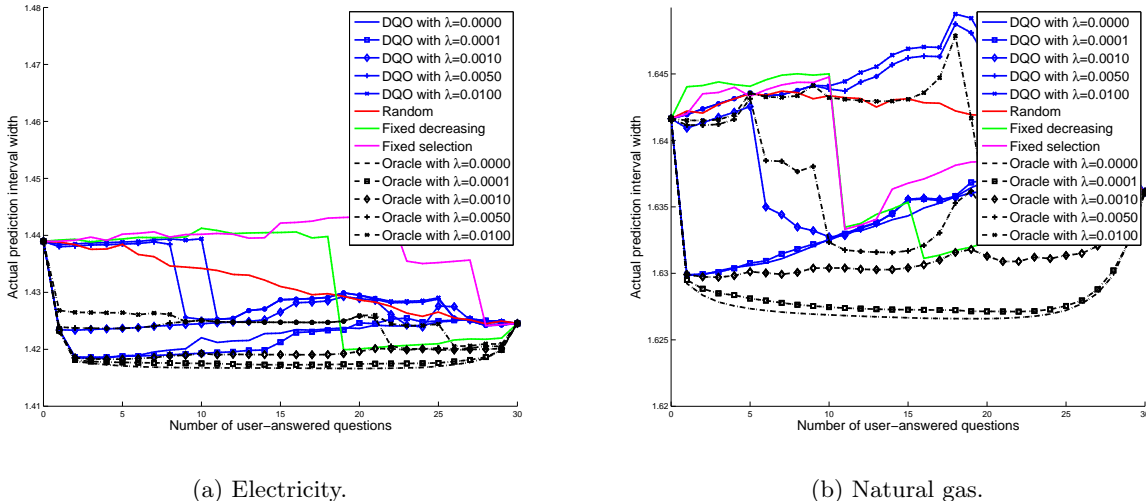 1.48
1.47
1.46
1.45
1.44
1.43
1.42
1.41
0
5
10
15
20
25
30
Actual prediction interval width
Number of user−answered questions
DQO with λ=0.0000
DQO with λ=0.0001
DQO with λ=0.0010
DQO with λ=0.0050
DQO with λ=0.0100
Random
Fixed decreasing
Fixed selection
Oracle with λ=0.0000
Oracle with λ=0.0001
Oracle with λ=0.0010
Oracle with λ=0.0050
Oracle with λ=0.0100
(a) Electricity.
1.645
1.64
1.635
1.63
1.625
1.62
0
5
10
15
20
25
30
Actual prediction interval width
Number of user−answered questions
DQO with λ=0.0000
DQO with λ=0.0001
DQO with λ=0.0010
DQO with λ=0.0050
DQO with λ=0.0100
Random
Fixed decreasing
Fixed selection
Oracle with λ=0.0000
Oracle with λ=0.0001
Oracle with λ=0.0010
Oracle with λ=0.0050
Oracle with λ=0.0100
(b) Natural gas.